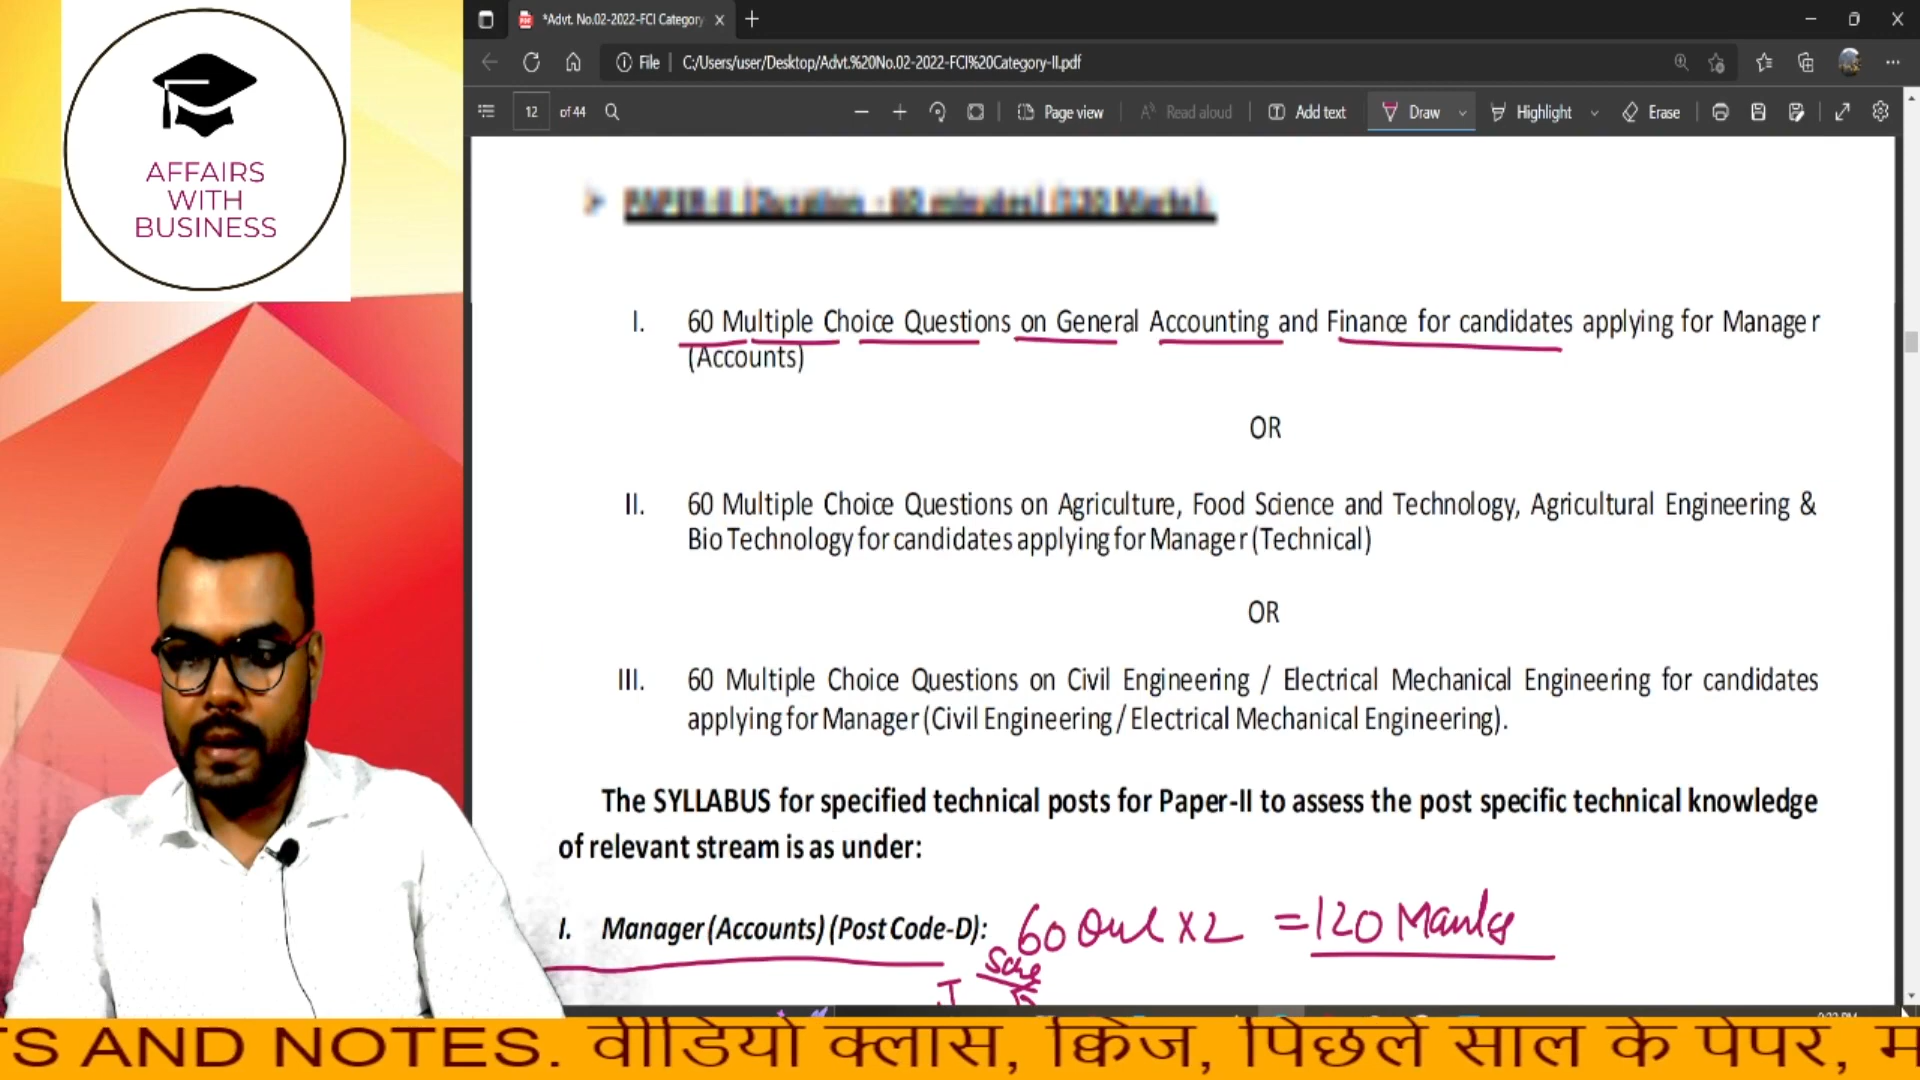 *Advt. No.02-2022-FCI Category
File
C:/Users/user/Desktop/Advt.%20No.02-2022-FCI%20Category-II.pdf
12 of 44
Page view
Read aloud
Add text
Draw
Highlight
Erase
AFFAIRS
WITH
BUSINESS
I. 60 Multiple Choice Questions on General Accounting and Finance for candidates applying for Manager
(Accounts)
OR
II. 60 Multiple Choice Questions on Agriculture, Food Science and Technology, Agricultural Engineering &
Bio Technology for candidates applying for Manager (Technical)
OR
III. 60 Multiple Choice Questions on Civil Engineering / Electrical Mechanical Engineering for candidates
applying for Manager (Civil Engineering / Electrical Mechanical Engineering).
The SYLLABUS for specified technical posts for Paper-II to assess the post specific technical knowledge
of relevant stream is as under:
I. Manager (Accounts) (Post Code-D): 60 X2 =120 Marks
S AND NOTES. वीडियो क्लास, क्विज, पिछले साल के पेपर,